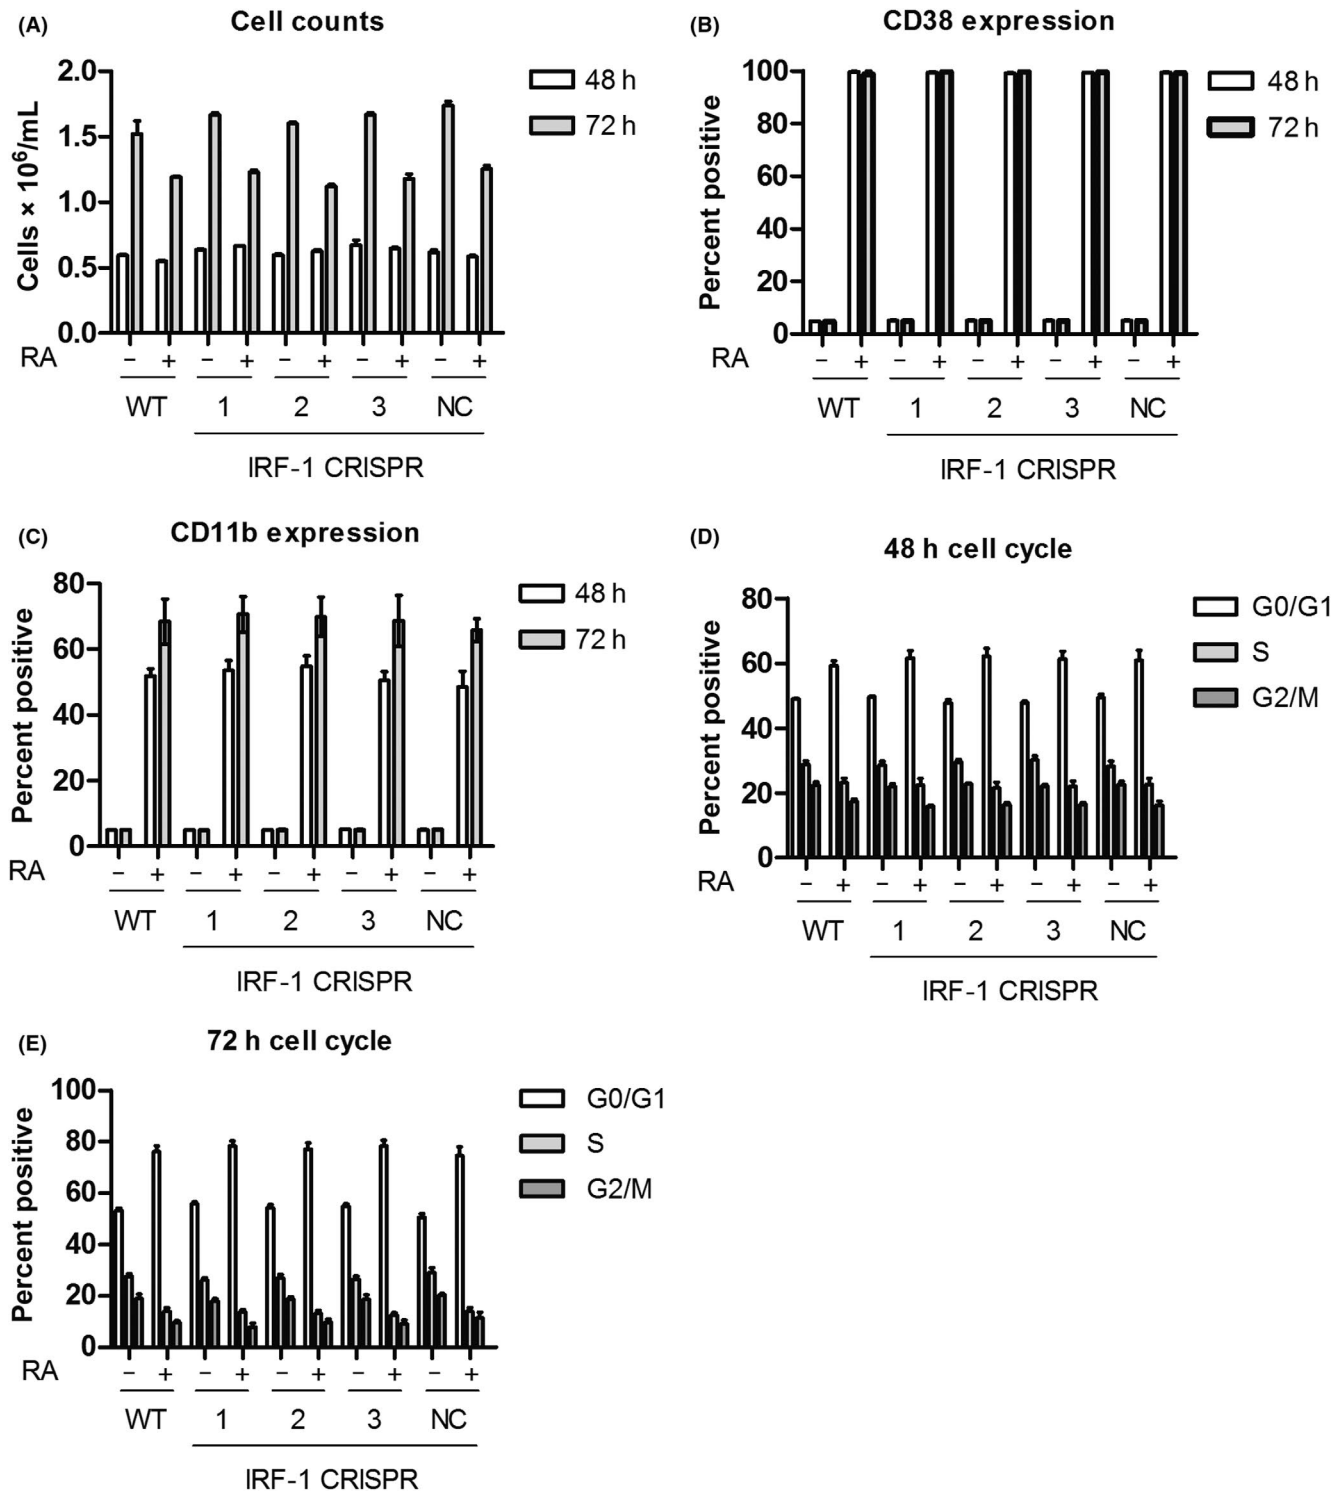 (A)
Cell counts
Cells × 10⁶/mL
2.0
1.5
1.0
0.5
0.0
48 h
72 h
RA − + − + − + − + − +
WT 1 2 3 NC
IRF-1 CRISPR
(B)
CD38 expression
Percent positive
100
80
60
40
20
0
48 h
72 h
RA − + − + − + − + − +
WT 1 2 3 NC
IRF-1 CRISPR
(C)
CD11b expression
Percent positive
80
60
40
20
0
48 h
72 h
RA − + − + − + − + − +
WT 1 2 3 NC
IRF-1 CRISPR
(D)
48 h cell cycle
Percent positive
80
60
40
20
0
G0/G1
S
G2/M
RA − + − + − + − + − +
WT 1 2 3 NC
IRF-1 CRISPR
(E)
72 h cell cycle
Percent positive
100
80
60
40
20
0
G0/G1
S
G2/M
RA − + − + − + − + − +
WT 1 2 3 NC
IRF-1 CRISPR